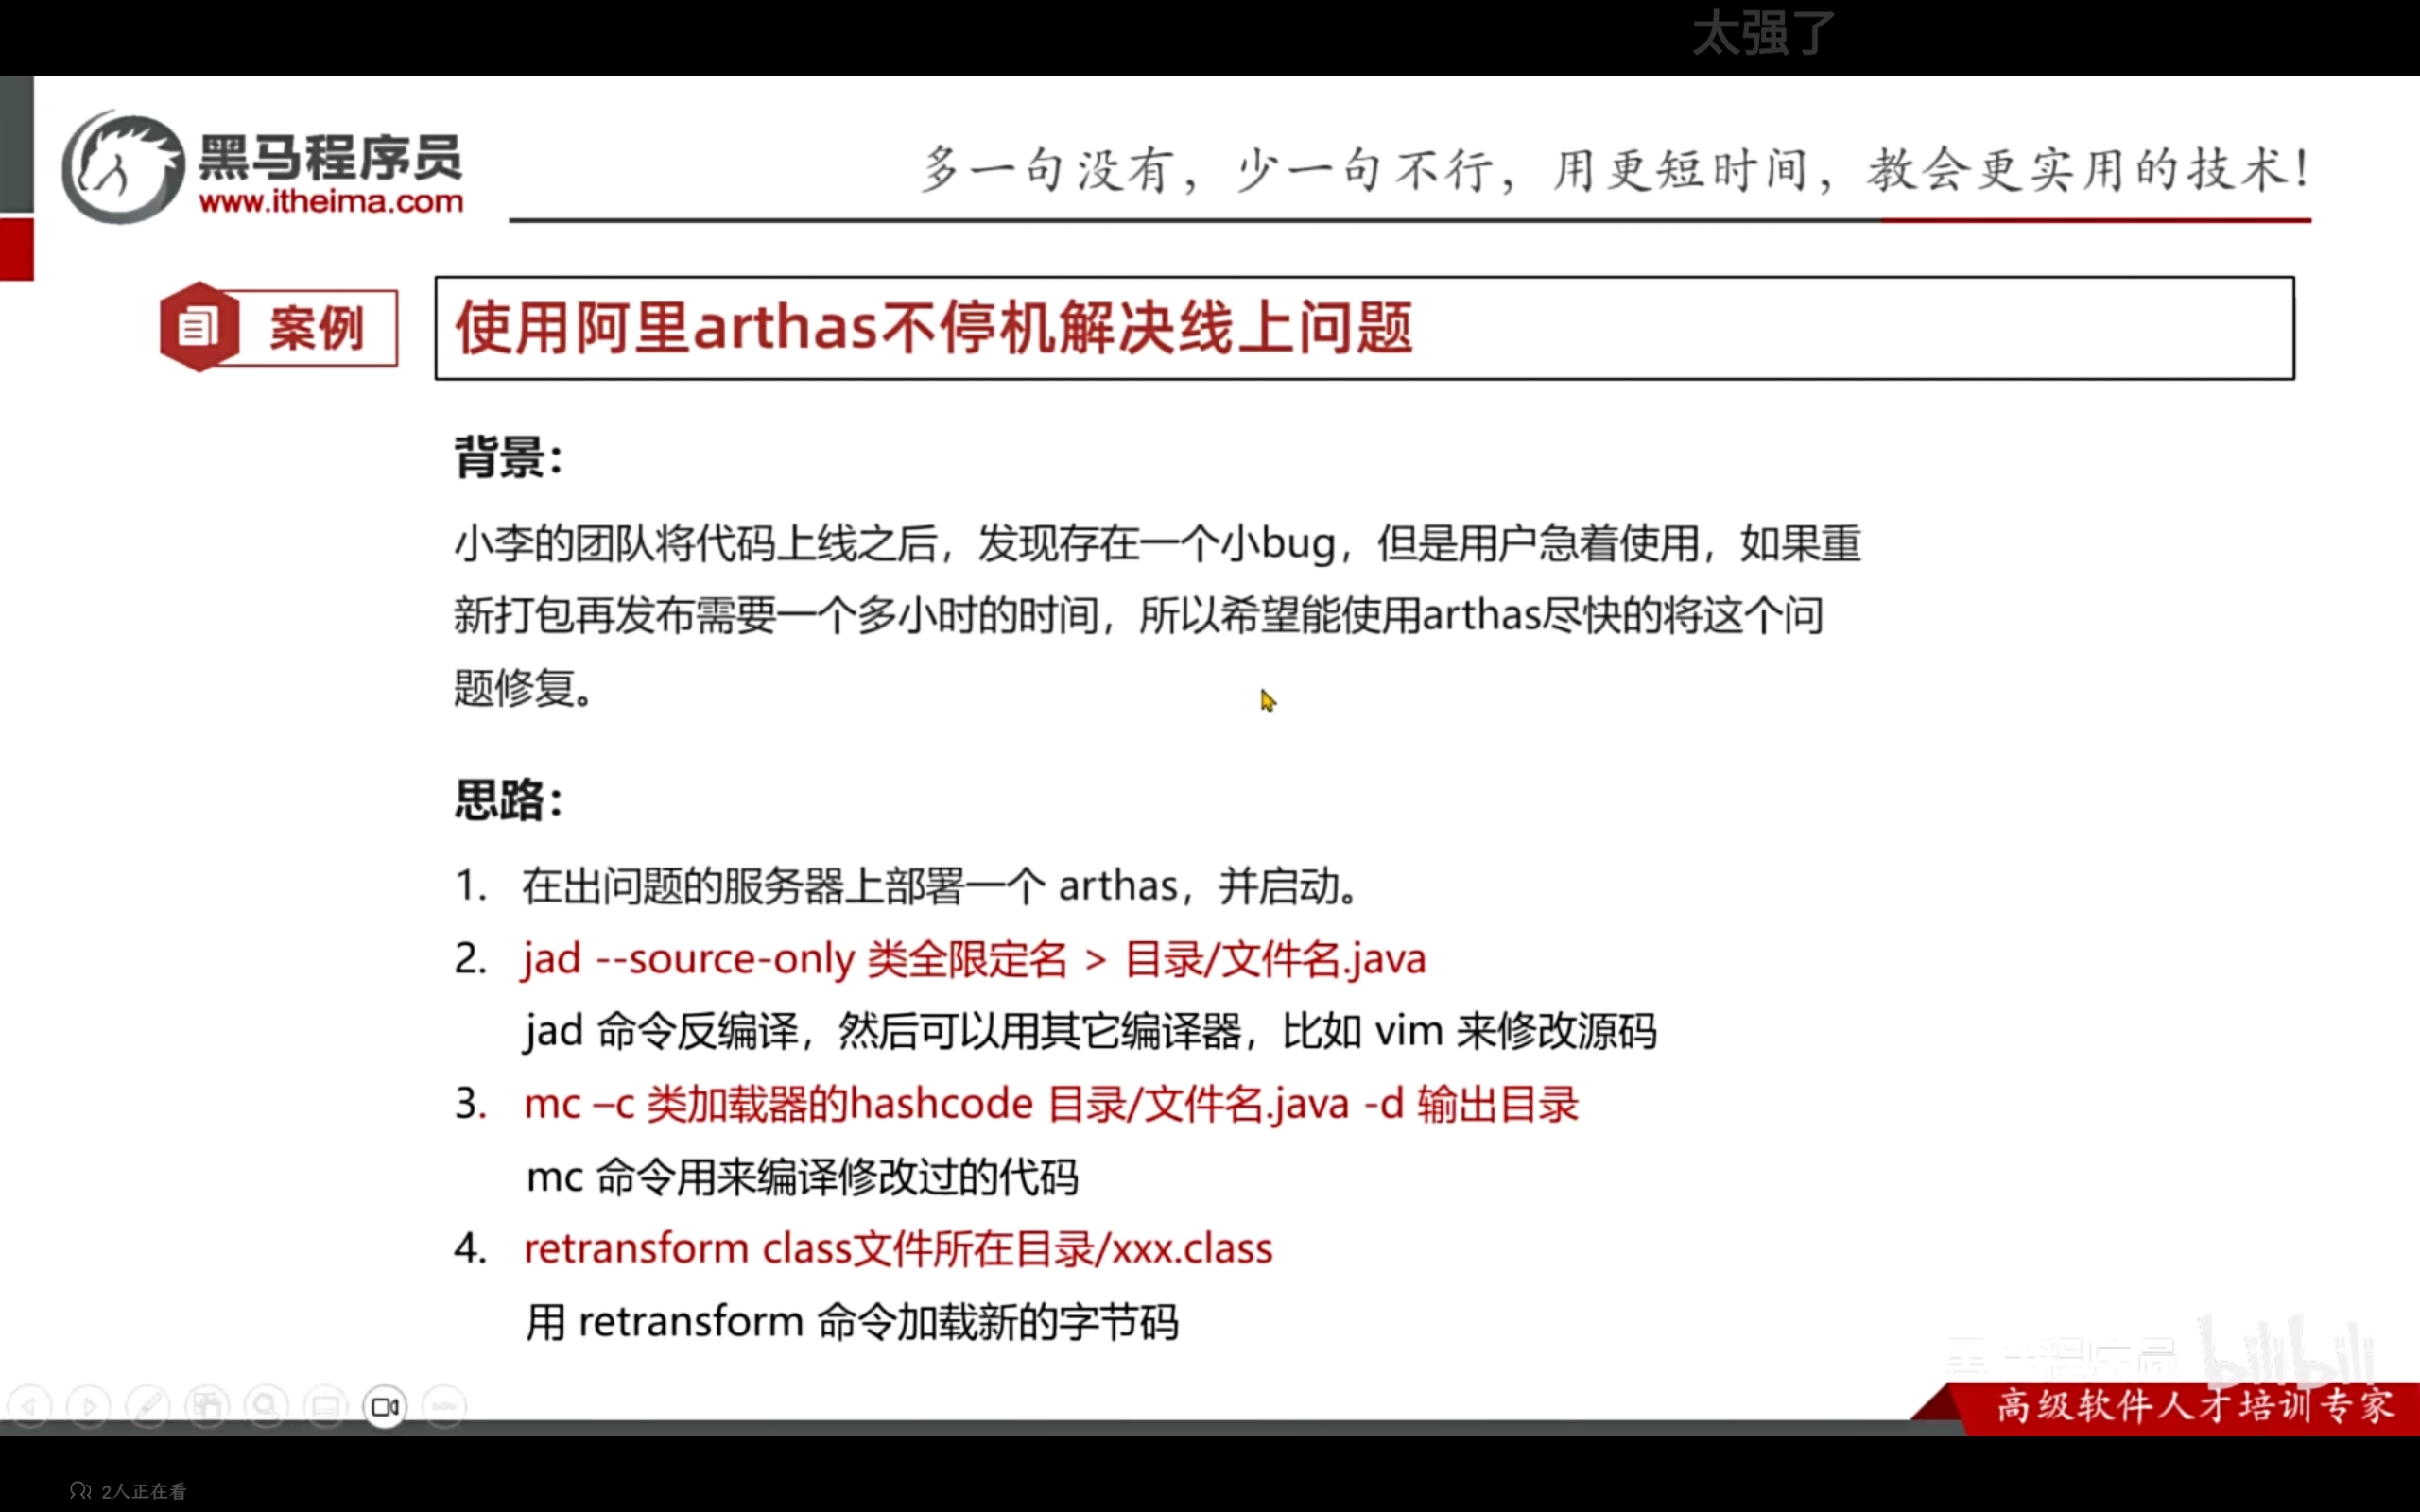 太强了
黑马程序员
www.itheima.com
多一句没有，少一句不行，用更短时间，教会更实用的技术！
案例
使用阿里arthas不停机解决线上问题
背景：
小李的团队将代码上线之后，发现存在一个小bug，但是用户急着使用，如果重
新打包再发布需要一个多小时的时间，所以希望能使用arthas尽快的将这个问
题修复。
思路：
1. 在出问题的服务器上部署一个 arthas，并启动。
2. jad --source-only 类全限定名 > 目录/文件名.java
jad 命令反编译，然后可以用其它编译器，比如 vim 来修改源码
3. mc –c 类加载器的hashcode 目录/文件名.java -d 输出目录
mc 命令用来编译修改过的代码
4. retransform class文件所在目录/xxx.class
用 retransform 命令加载新的字节码
黑马程序员 bilibili
高级软件人才培训专家
2人正在看